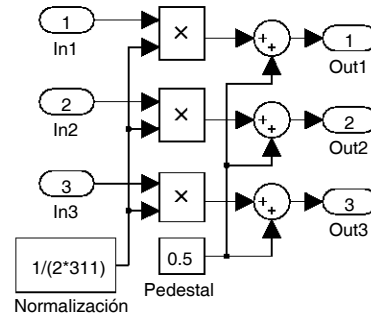 1
In1
×
+
+
1
Out1
2
In2
×
+
+
2
Out2
3
In3
×
+
+
3
Out3
1/(2*311)
Normalización
0.5
Pedestal